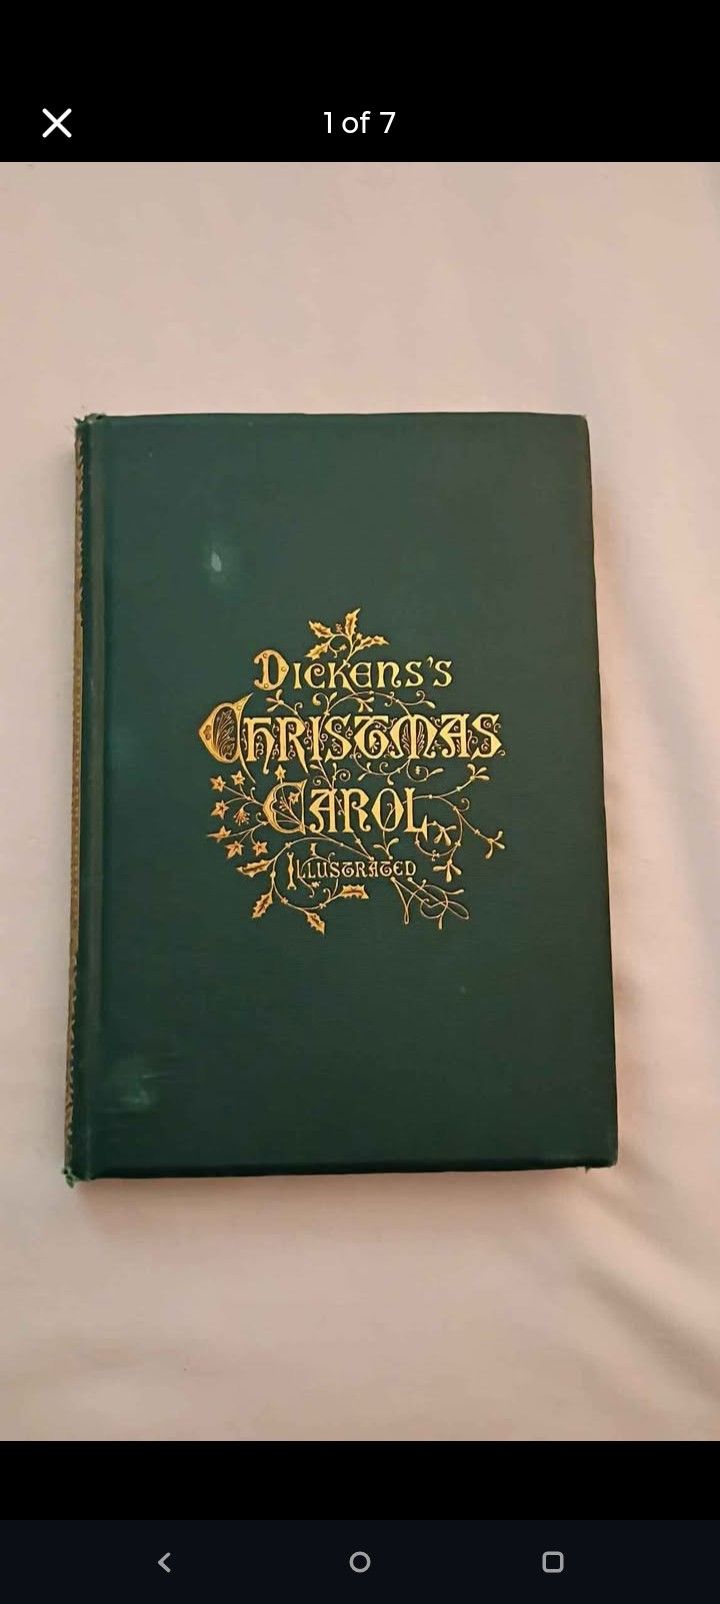 1 of 7
DICKENS'S
CHRISTMAS
CAROL
ILLUSTRATED